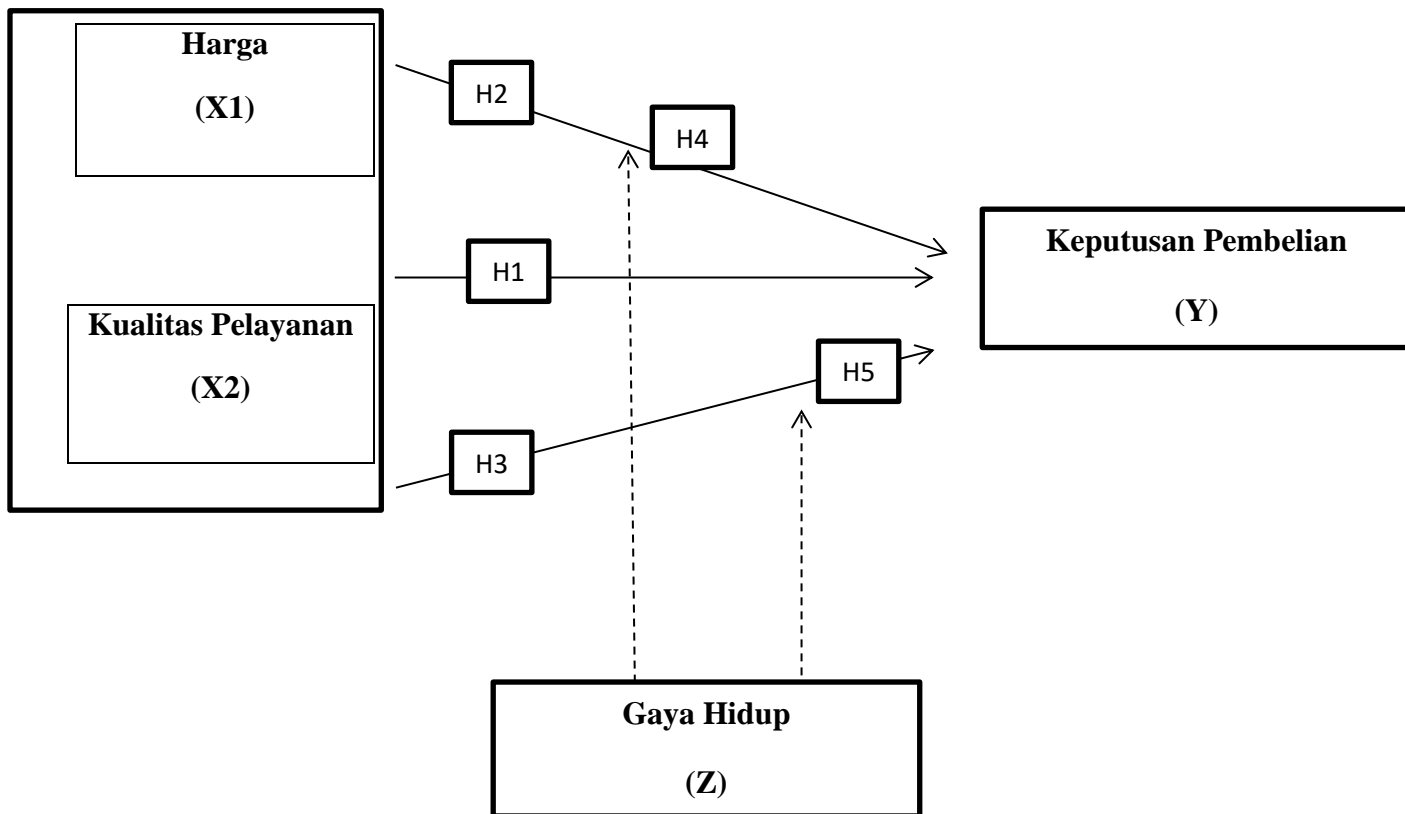 Harga
(X1)
H2
H4
H1
Keputusan Pembelian
(Y)
Kualitas Pelayanan
(X2)
H5
H3
Gaya Hidup
(Z)